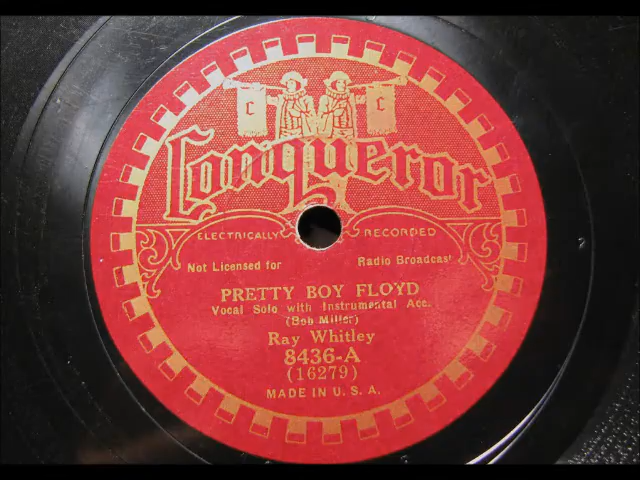 C C
Conqueror
ELECTRICALLY RECORDED
Not Licensed for Radio Broadcast
PRETTY BOY FLOYD
Vocal Solo with Instrumental Acc.
(Bob Miller)
Ray Whitley
8436-A
(16279)
MADE IN U. S. A.